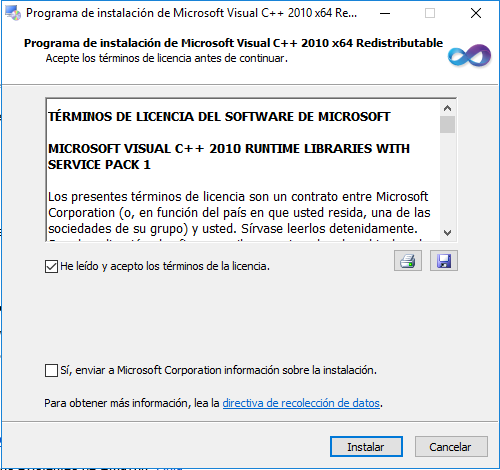 Programa de instalación de Microsoft Visual C++ 2010 x64 Re...
Programa de instalación de Microsoft Visual C++ 2010 x64 Redistributable
Acepte los términos de licencia antes de continuar.
TÉRMINOS DE LICENCIA DEL SOFTWARE DE MICROSOFT
MICROSOFT VISUAL C++ 2010 RUNTIME LIBRARIES WITH
SERVICE PACK 1
Los presentes términos de licencia son un contrato entre Microsoft
Corporation (o, en función del país en que usted resida, una de las
sociedades de su grupo) y usted. Sírvase leerlos detenidamente.
He leído y acepto los términos de la licencia.
Sí, enviar a Microsoft Corporation información sobre la instalación.
Para obtener más información, lea la directiva de recolección de datos.
Instalar
Cancelar